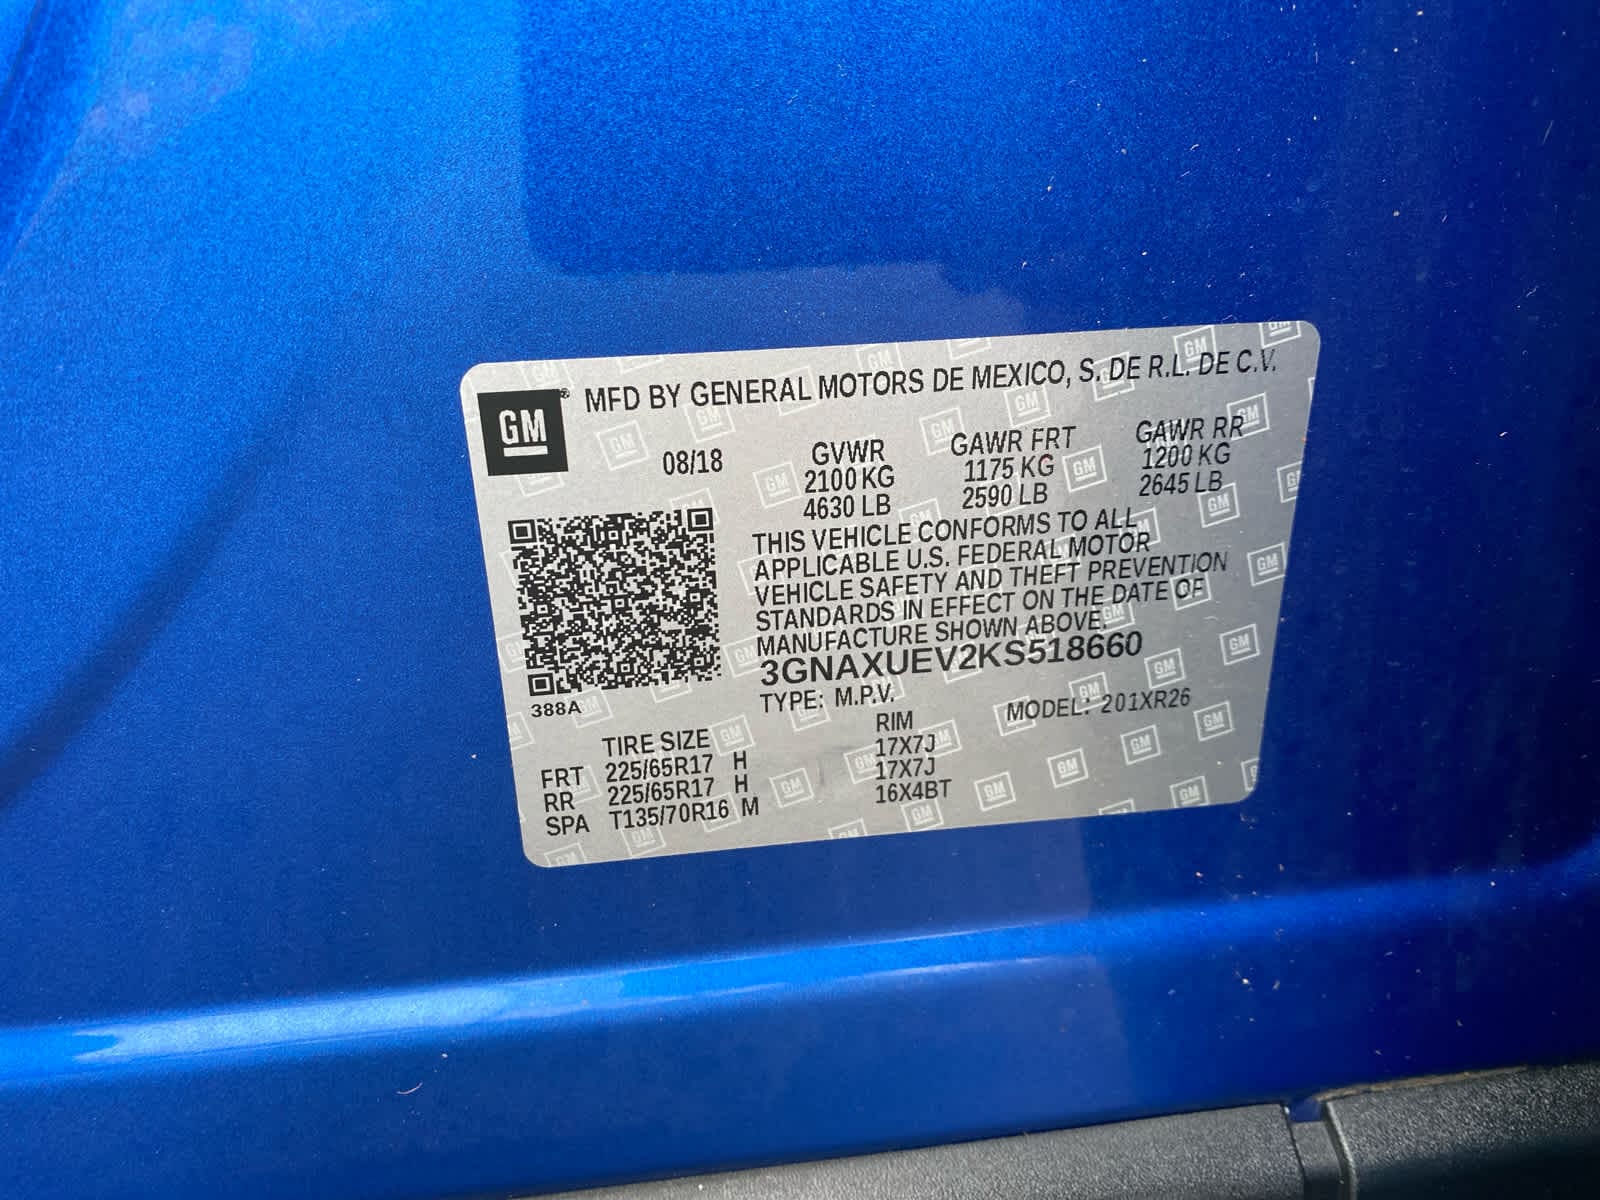 GM® MFD BY GENERAL MOTORS DE MEXICO, S. DE R.L. DE C.V.
08/18 GVWR GAWR FRT GAWR RR
2100 KG 1175 KG 1200 KG
4630 LB 2590 LB 2645 LB
THIS VEHICLE CONFORMS TO ALL
APPLICABLE U.S. FEDERAL MOTOR
VEHICLE SAFETY AND THEFT PREVENTION
STANDARDS IN EFFECT ON THE DATE OF
MANUFACTURE SHOWN ABOVE.
3GNAXUEV2KS518660
388A
TYPE: M.P.V. MODEL: 201XR26
TIRE SIZE RIM
FRT 225/65R17 H 17X7J
RR 225/65R17 H 17X7J
SPA T135/70R16 M 16X4BT